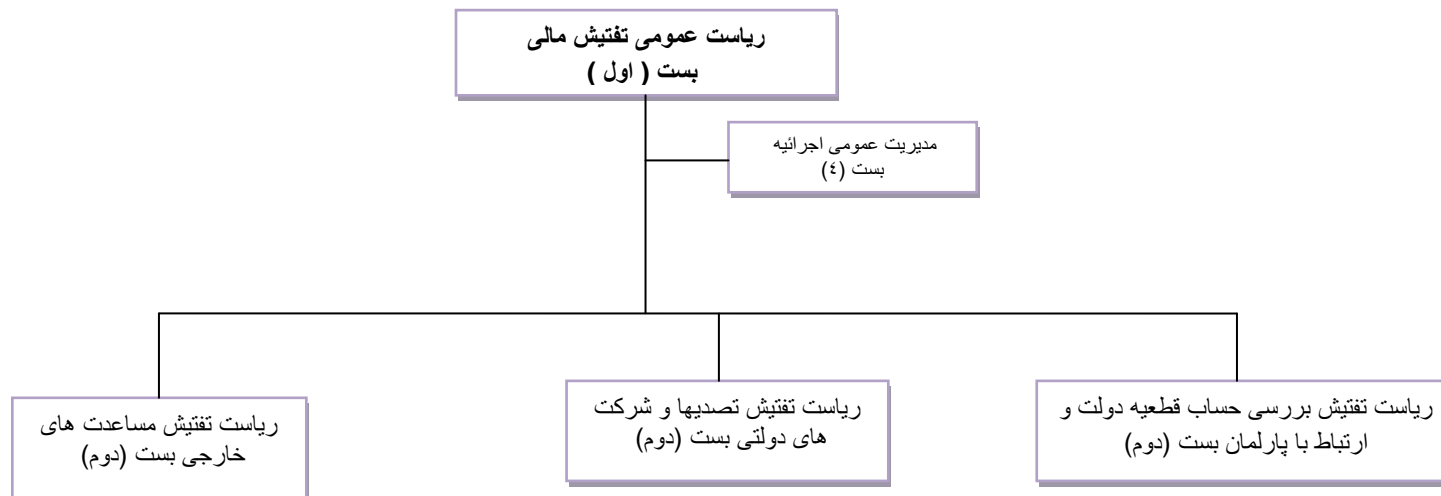 ریاست عمومی تفتیش مالی
بست ( اول )
مدیریت عمومی اجرائیه
بست (٤)
ریاست تفتیش بررسی حساب قطعیه دولت و
ارتباط با پارلمان بست (دوم)
ریاست تفتیش تصدیها و شرکت
های دولتی بست (دوم)
ریاست تفتیش مساعدت های
خارجی بست (دوم)